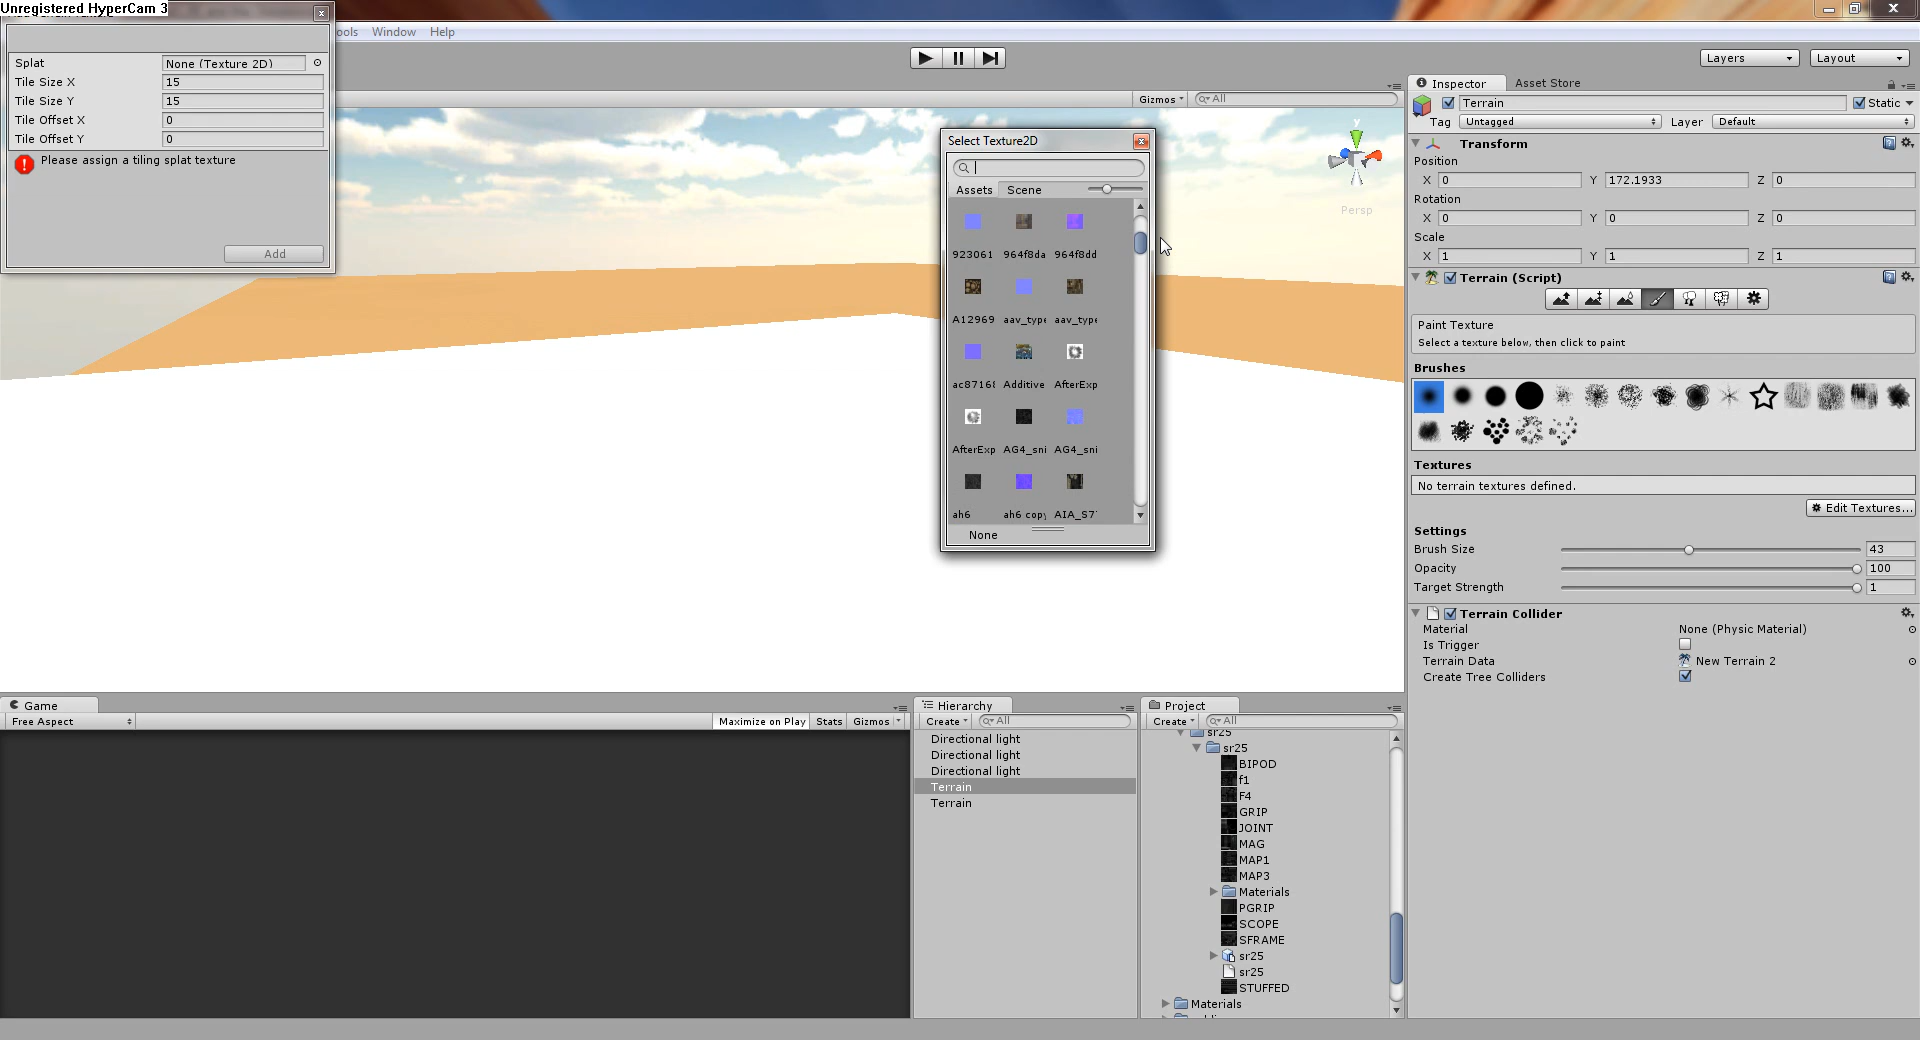 Unregistered HyperCam 3
ools Window Help
Splat None (Texture 2D)
Tile Size X 15
Tile Size Y 15
Tile Offset X 0
Tile Offset Y 0
Please assign a tiling splat texture
Add
Layers Layout
Gizmos All
y
Persp
Select Texture2D
Assets Scene
923061 964f8da 964f8dd
A12969 aav_type aav_type
ac87168 Additive AfterExp
AfterExp AG4_sni AG4_sni
ah6 ah6 copy AIA_S7
None
Inspector Asset Store
Terrain Static
Tag Untagged Layer Default
Transform
Position
X 0 Y 172.1933 Z 0
Rotation
X 0 Y 0 Z 0
Scale
X 1 Y 1 Z 1
Terrain (Script)
Paint Texture
Select a texture below, then click to paint
Brushes
Textures
No terrain textures defined.
Edit Textures...
Settings
Brush Size 43
Opacity 100
Target Strength 1
Terrain Collider
Material None (Physic Material)
Is Trigger
Terrain Data New Terrain 2
Create Tree Colliders
Game
Free Aspect Maximize on Play Stats Gizmos
Hierarchy
Create All
Directional light
Directional light
Directional light
Terrain
Terrain
Project
Create All
sr25
sr25
BIPOD
f1
F4
GRIP
JOINT
MAG
MAP1
MAP3
Materials
PGRIP
SCOPE
SFRAME
sr25
sr25
STUFFED
Materials